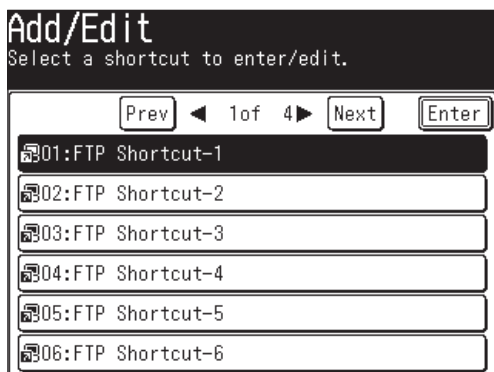 Add/Edit
Select a shortcut to enter/edit.
Prev ◀ 1of 4▶ Next Enter
01:FTP Shortcut-1
02:FTP Shortcut-2
03:FTP Shortcut-3
04:FTP Shortcut-4
05:FTP Shortcut-5
06:FTP Shortcut-6